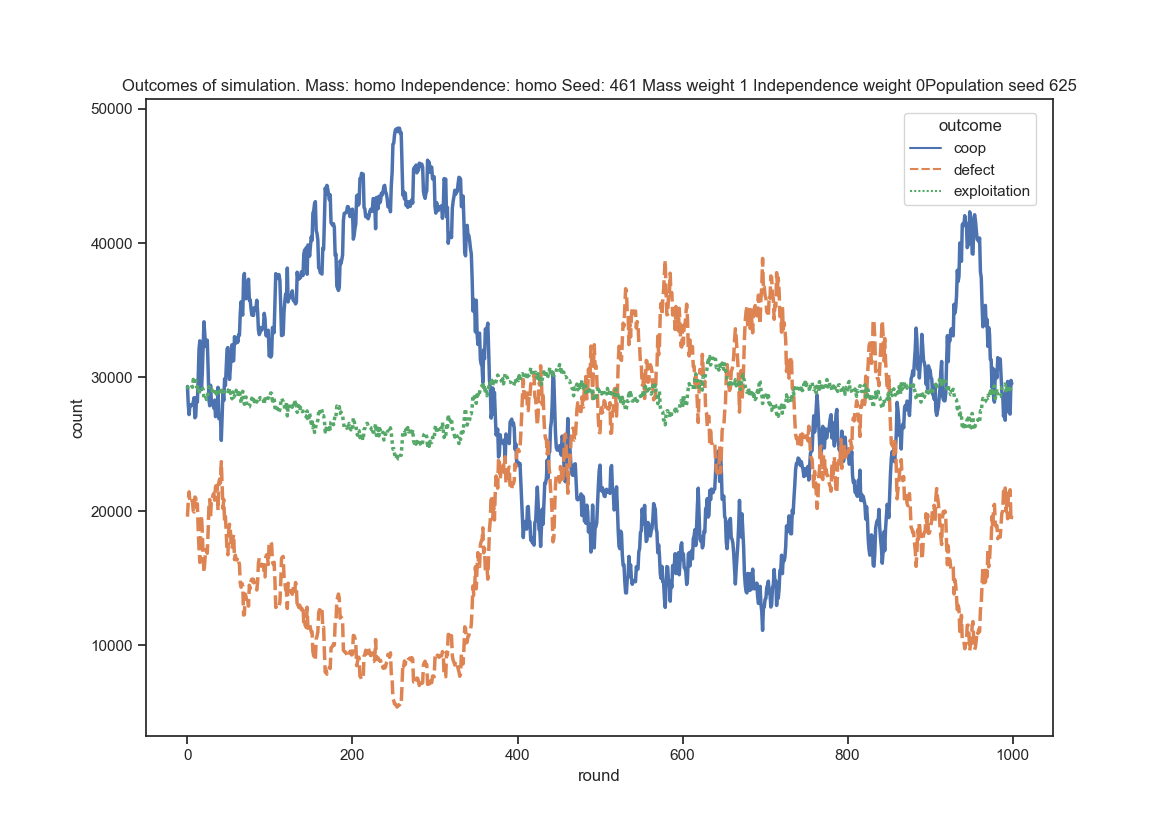 Outcomes of simulation. Mass: homo Independence: homo Seed: 461 Mass weight 1 Independence weight 0Population seed 625
50000
40000
30000
20000
10000
count
outcome
coop
defect
exploitation
0
200
400
600
800
1000
round